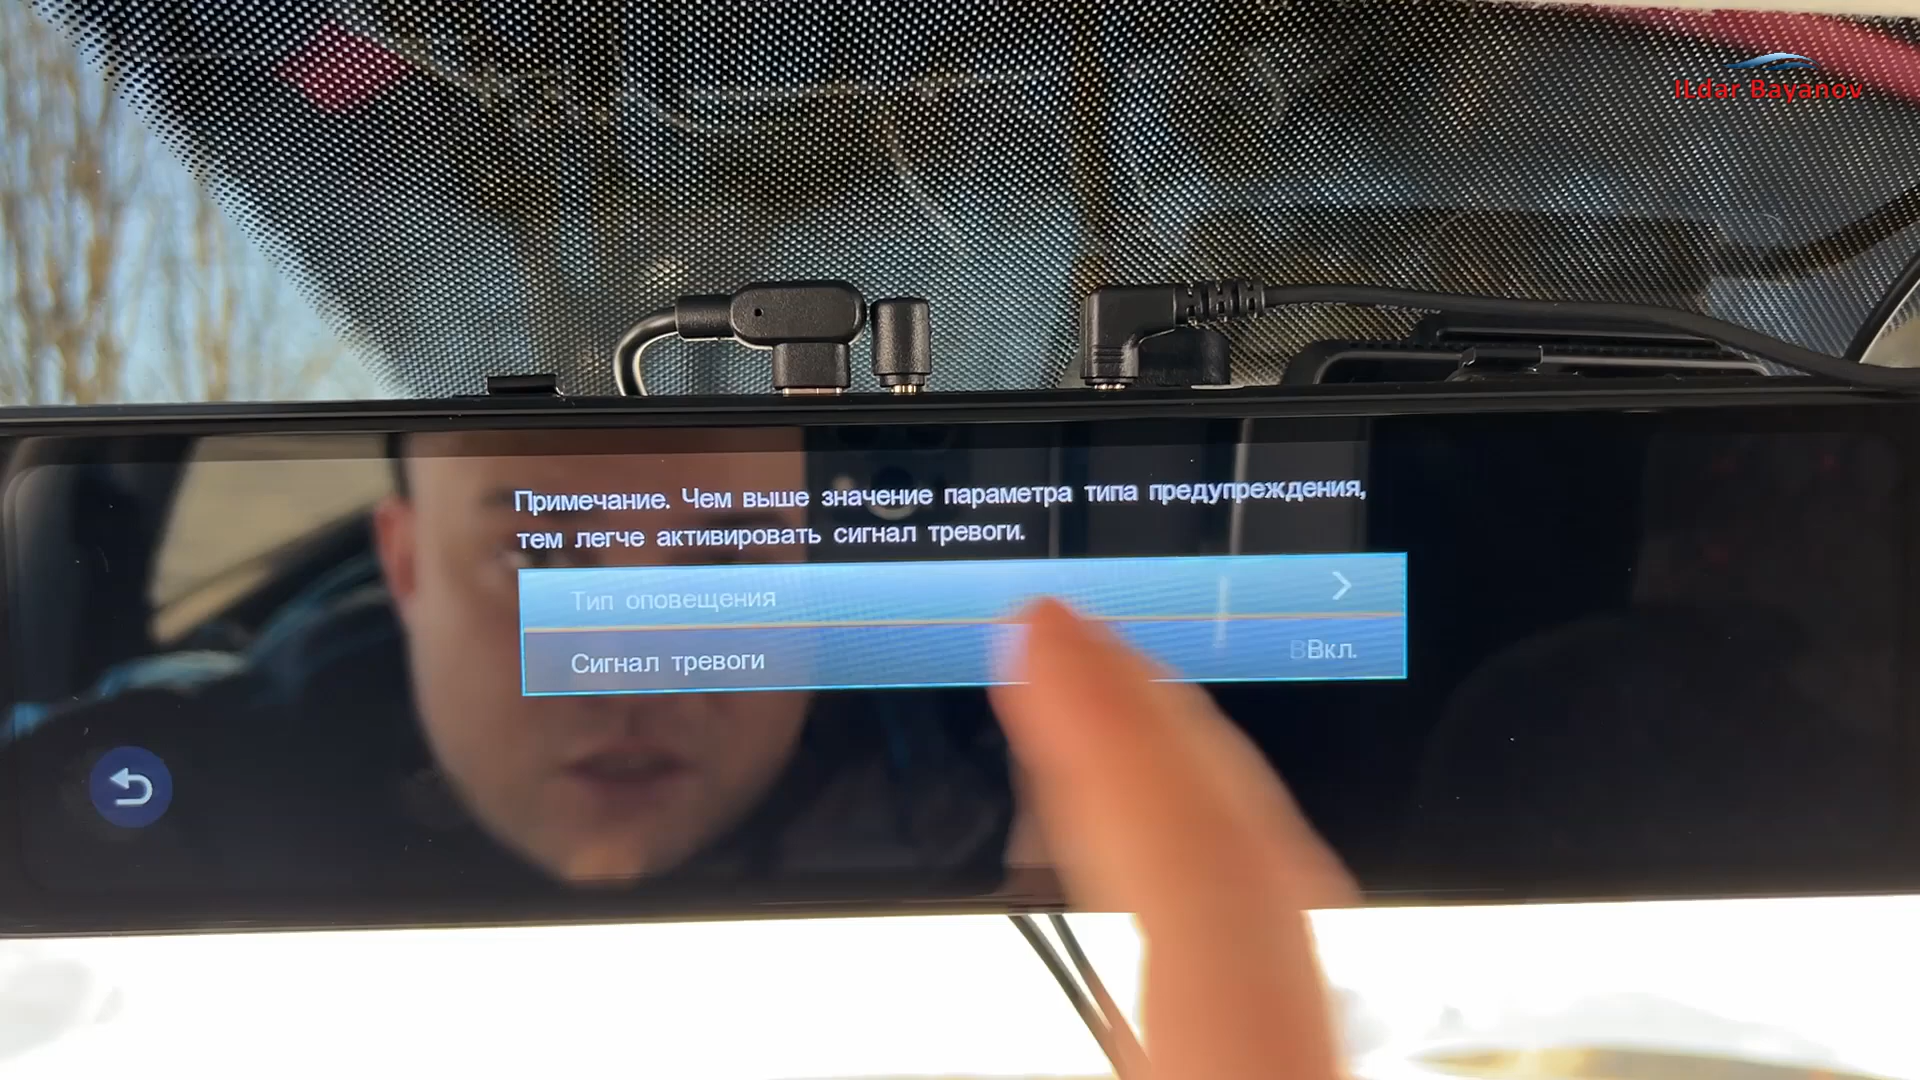 ILdar Bayanov
Примечание. Чем выше значение параметра типа предупреждения,
тем легче активировать сигнал тревоги.
Тип оповещения
Сигнал тревоги Вкл.